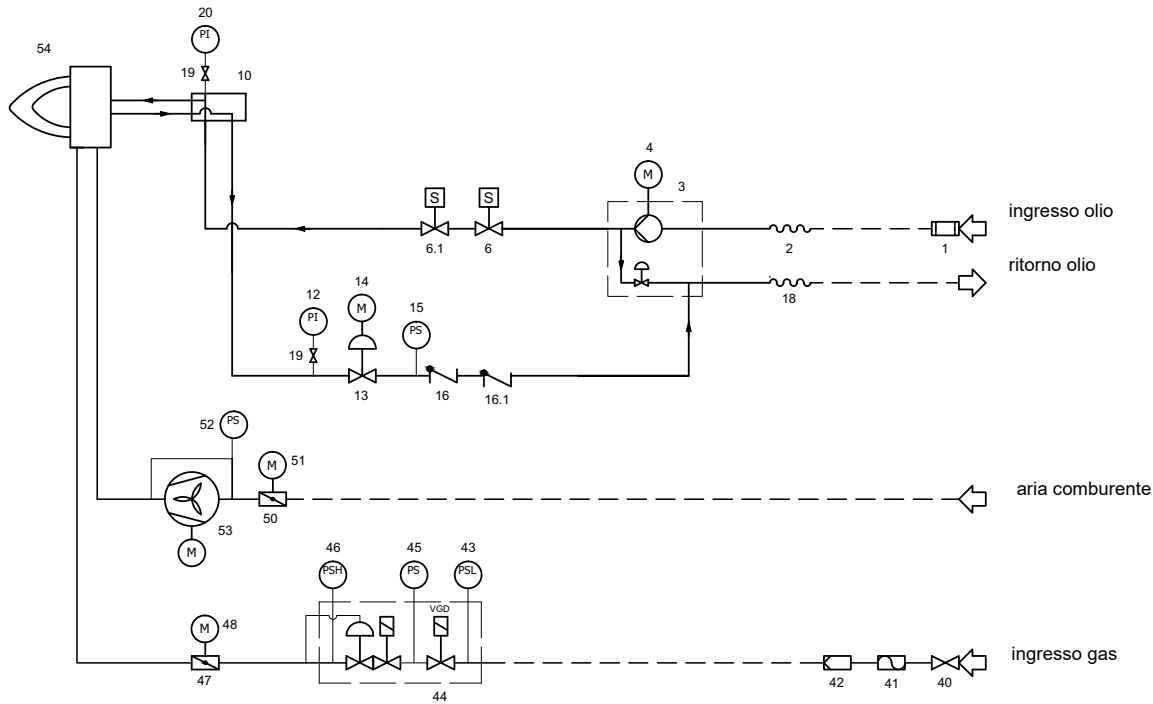 20
PI
54
19
10
4
M
3
S
S
ingresso olio
6.1
6
2
1
ritorno olio
12
14
15
18
PI
M
PS
19
13
16
16.1
52
PS
M
51
aria comburente
50
53
M
46
45
43
PSH
PS
PSL
VGD
M
48
ingresso gas
47
42
41
40
44